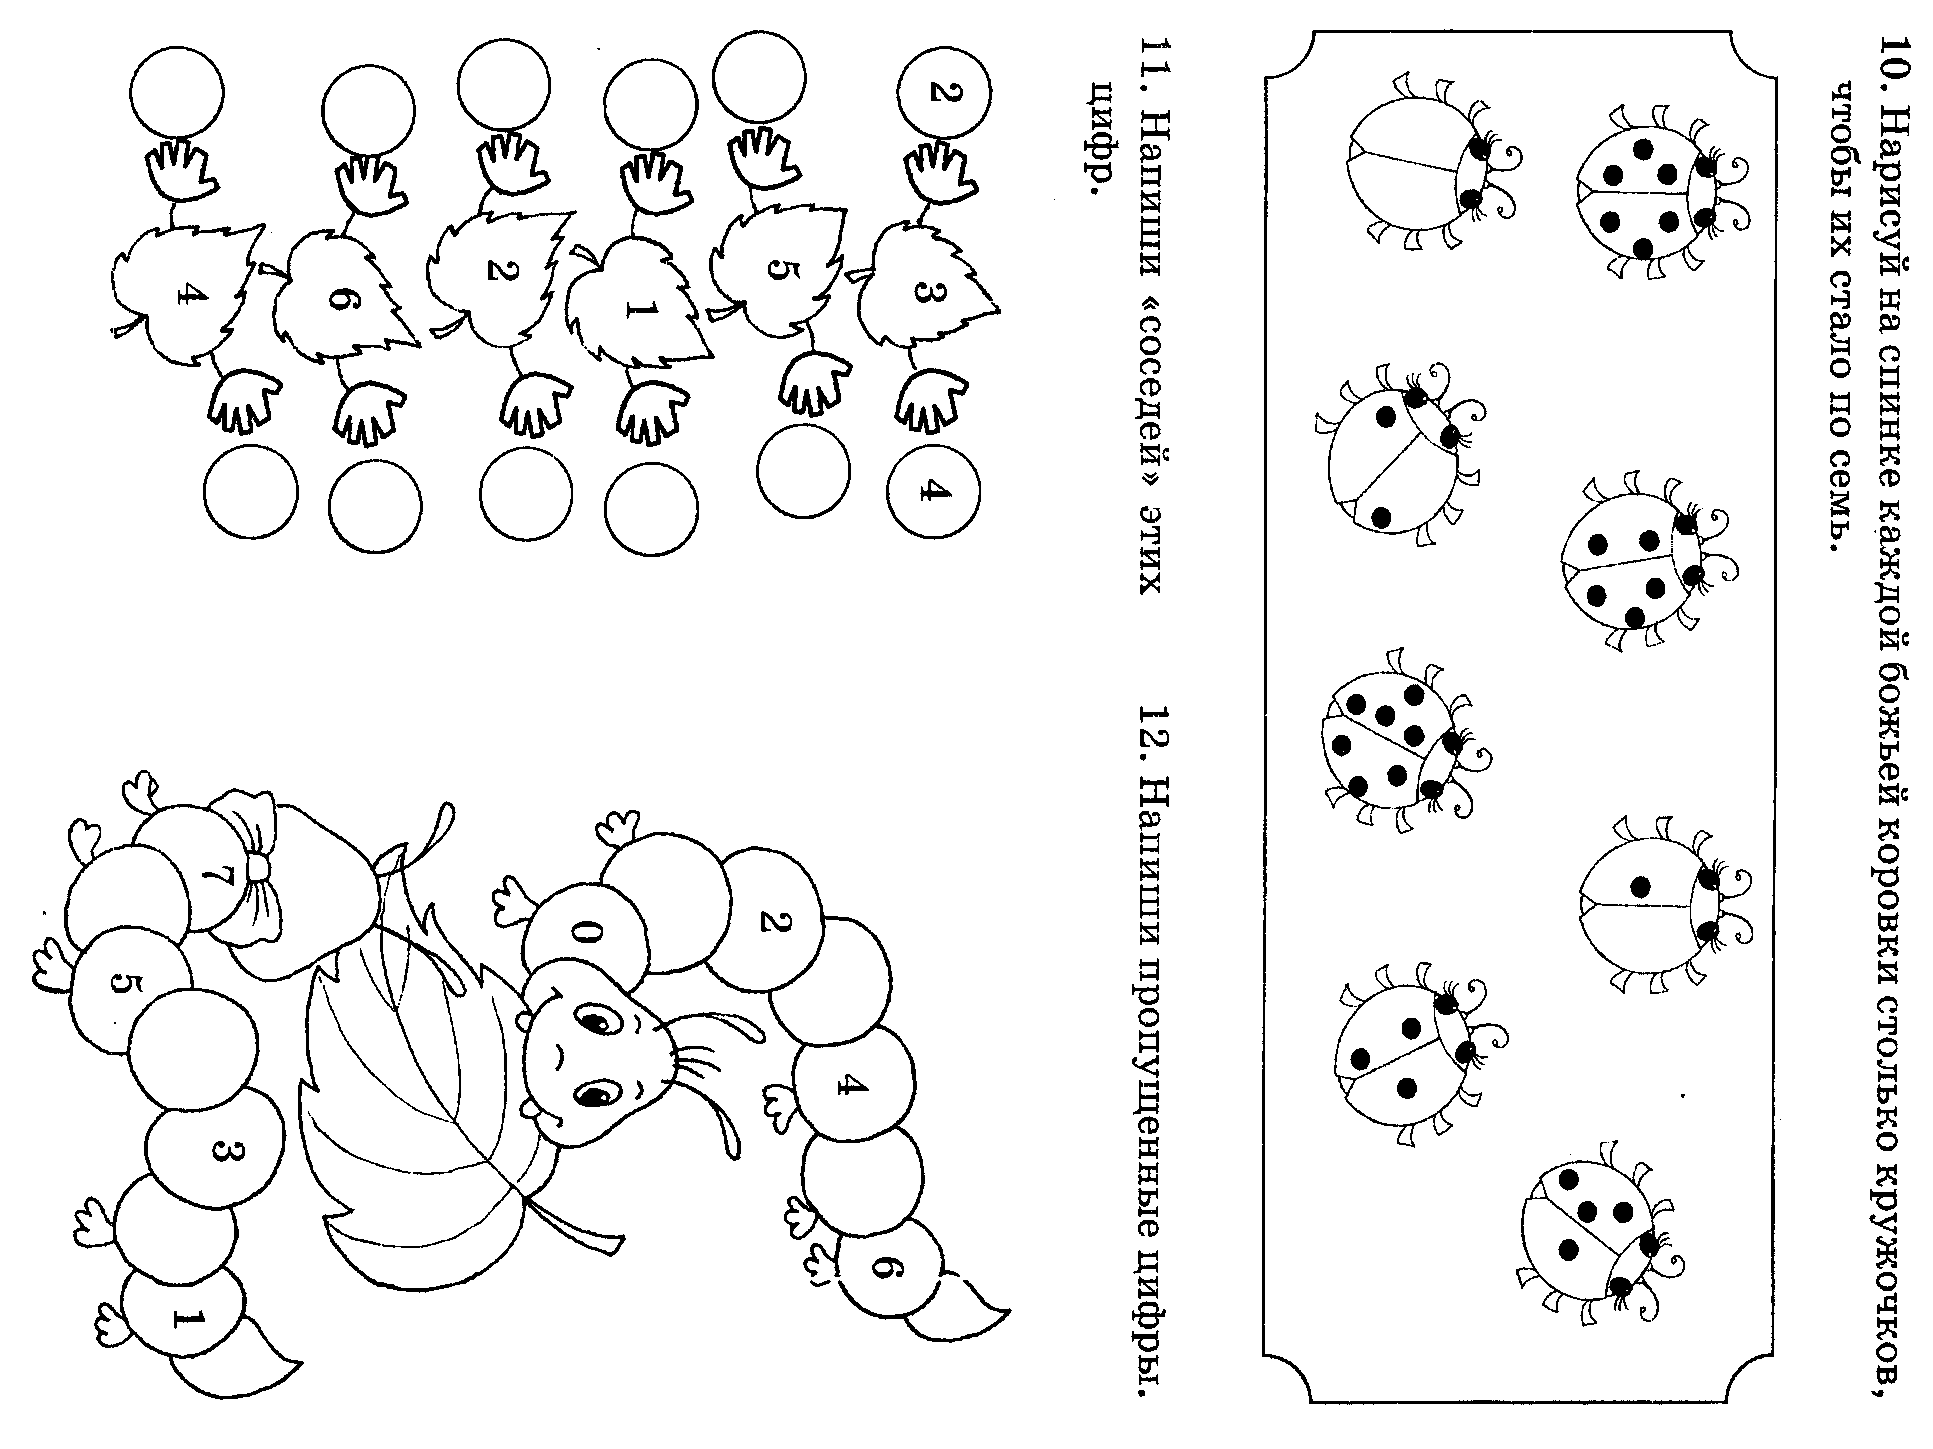 10. Нарисуй на спинке каждой божьей коровки столько кружочков,
чтобы их стало по семь.
11. Напиши «соседей» этих
цифр.
2 3 4
5
1
2
6
4
12. Напиши пропущенные цифры.
0
2
4
6
7
5
3
1